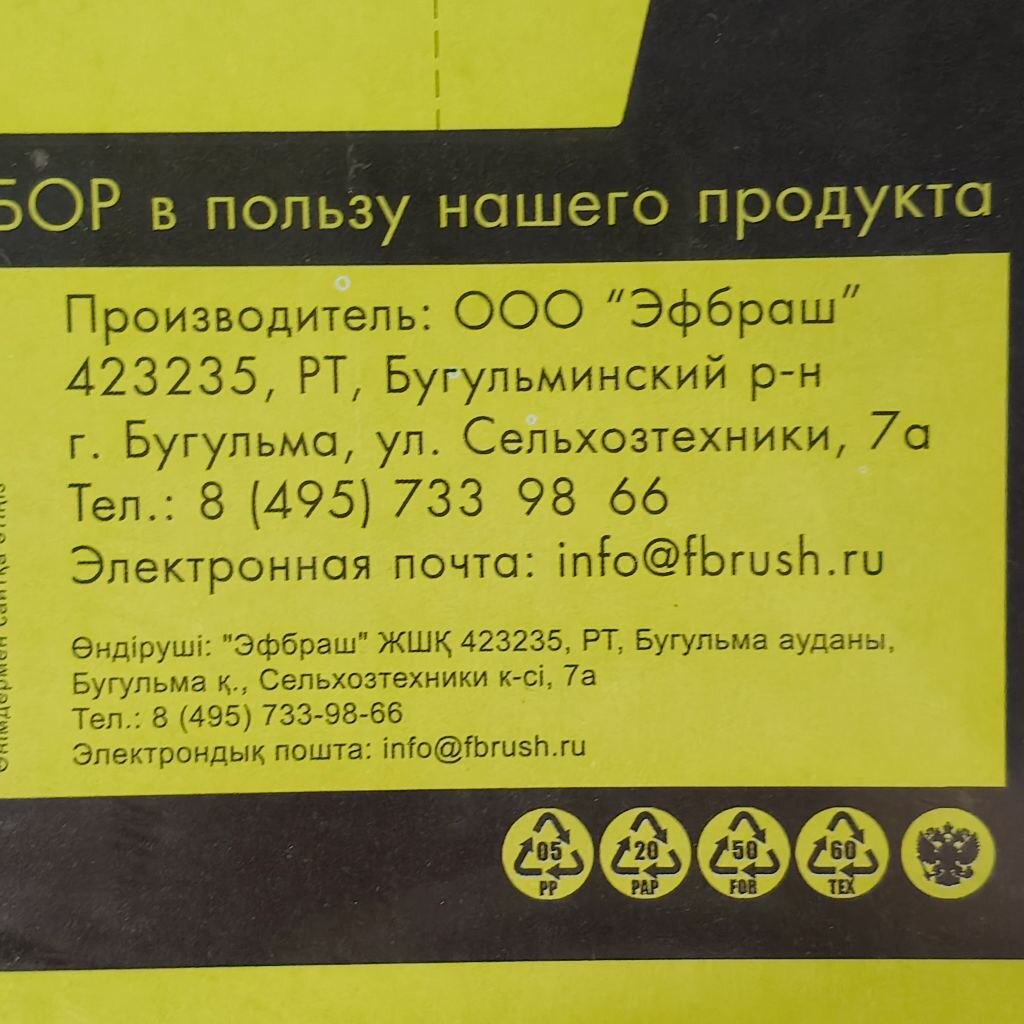 БОР в пользу нашего продукта
Производитель: ООО "Эфбраш"
423235, РТ, Бугульминский р-н
г. Бугульма, ул. Сельхозтехники, 7а
Тел.: 8 (495) 733 98 66
Электронная почта: info@fbrush.ru
Өндіруші: "Эфбраш" ЖШҚ 423235, РТ, Бугульма ауданы,
Бугульма қ., Сельхозтехники к-сі, 7а
Тел.: 8 (495) 733-98-66
Электрондық пошта: info@fbrush.ru
05 PP
20 PAP
50 FOR
60 TEX